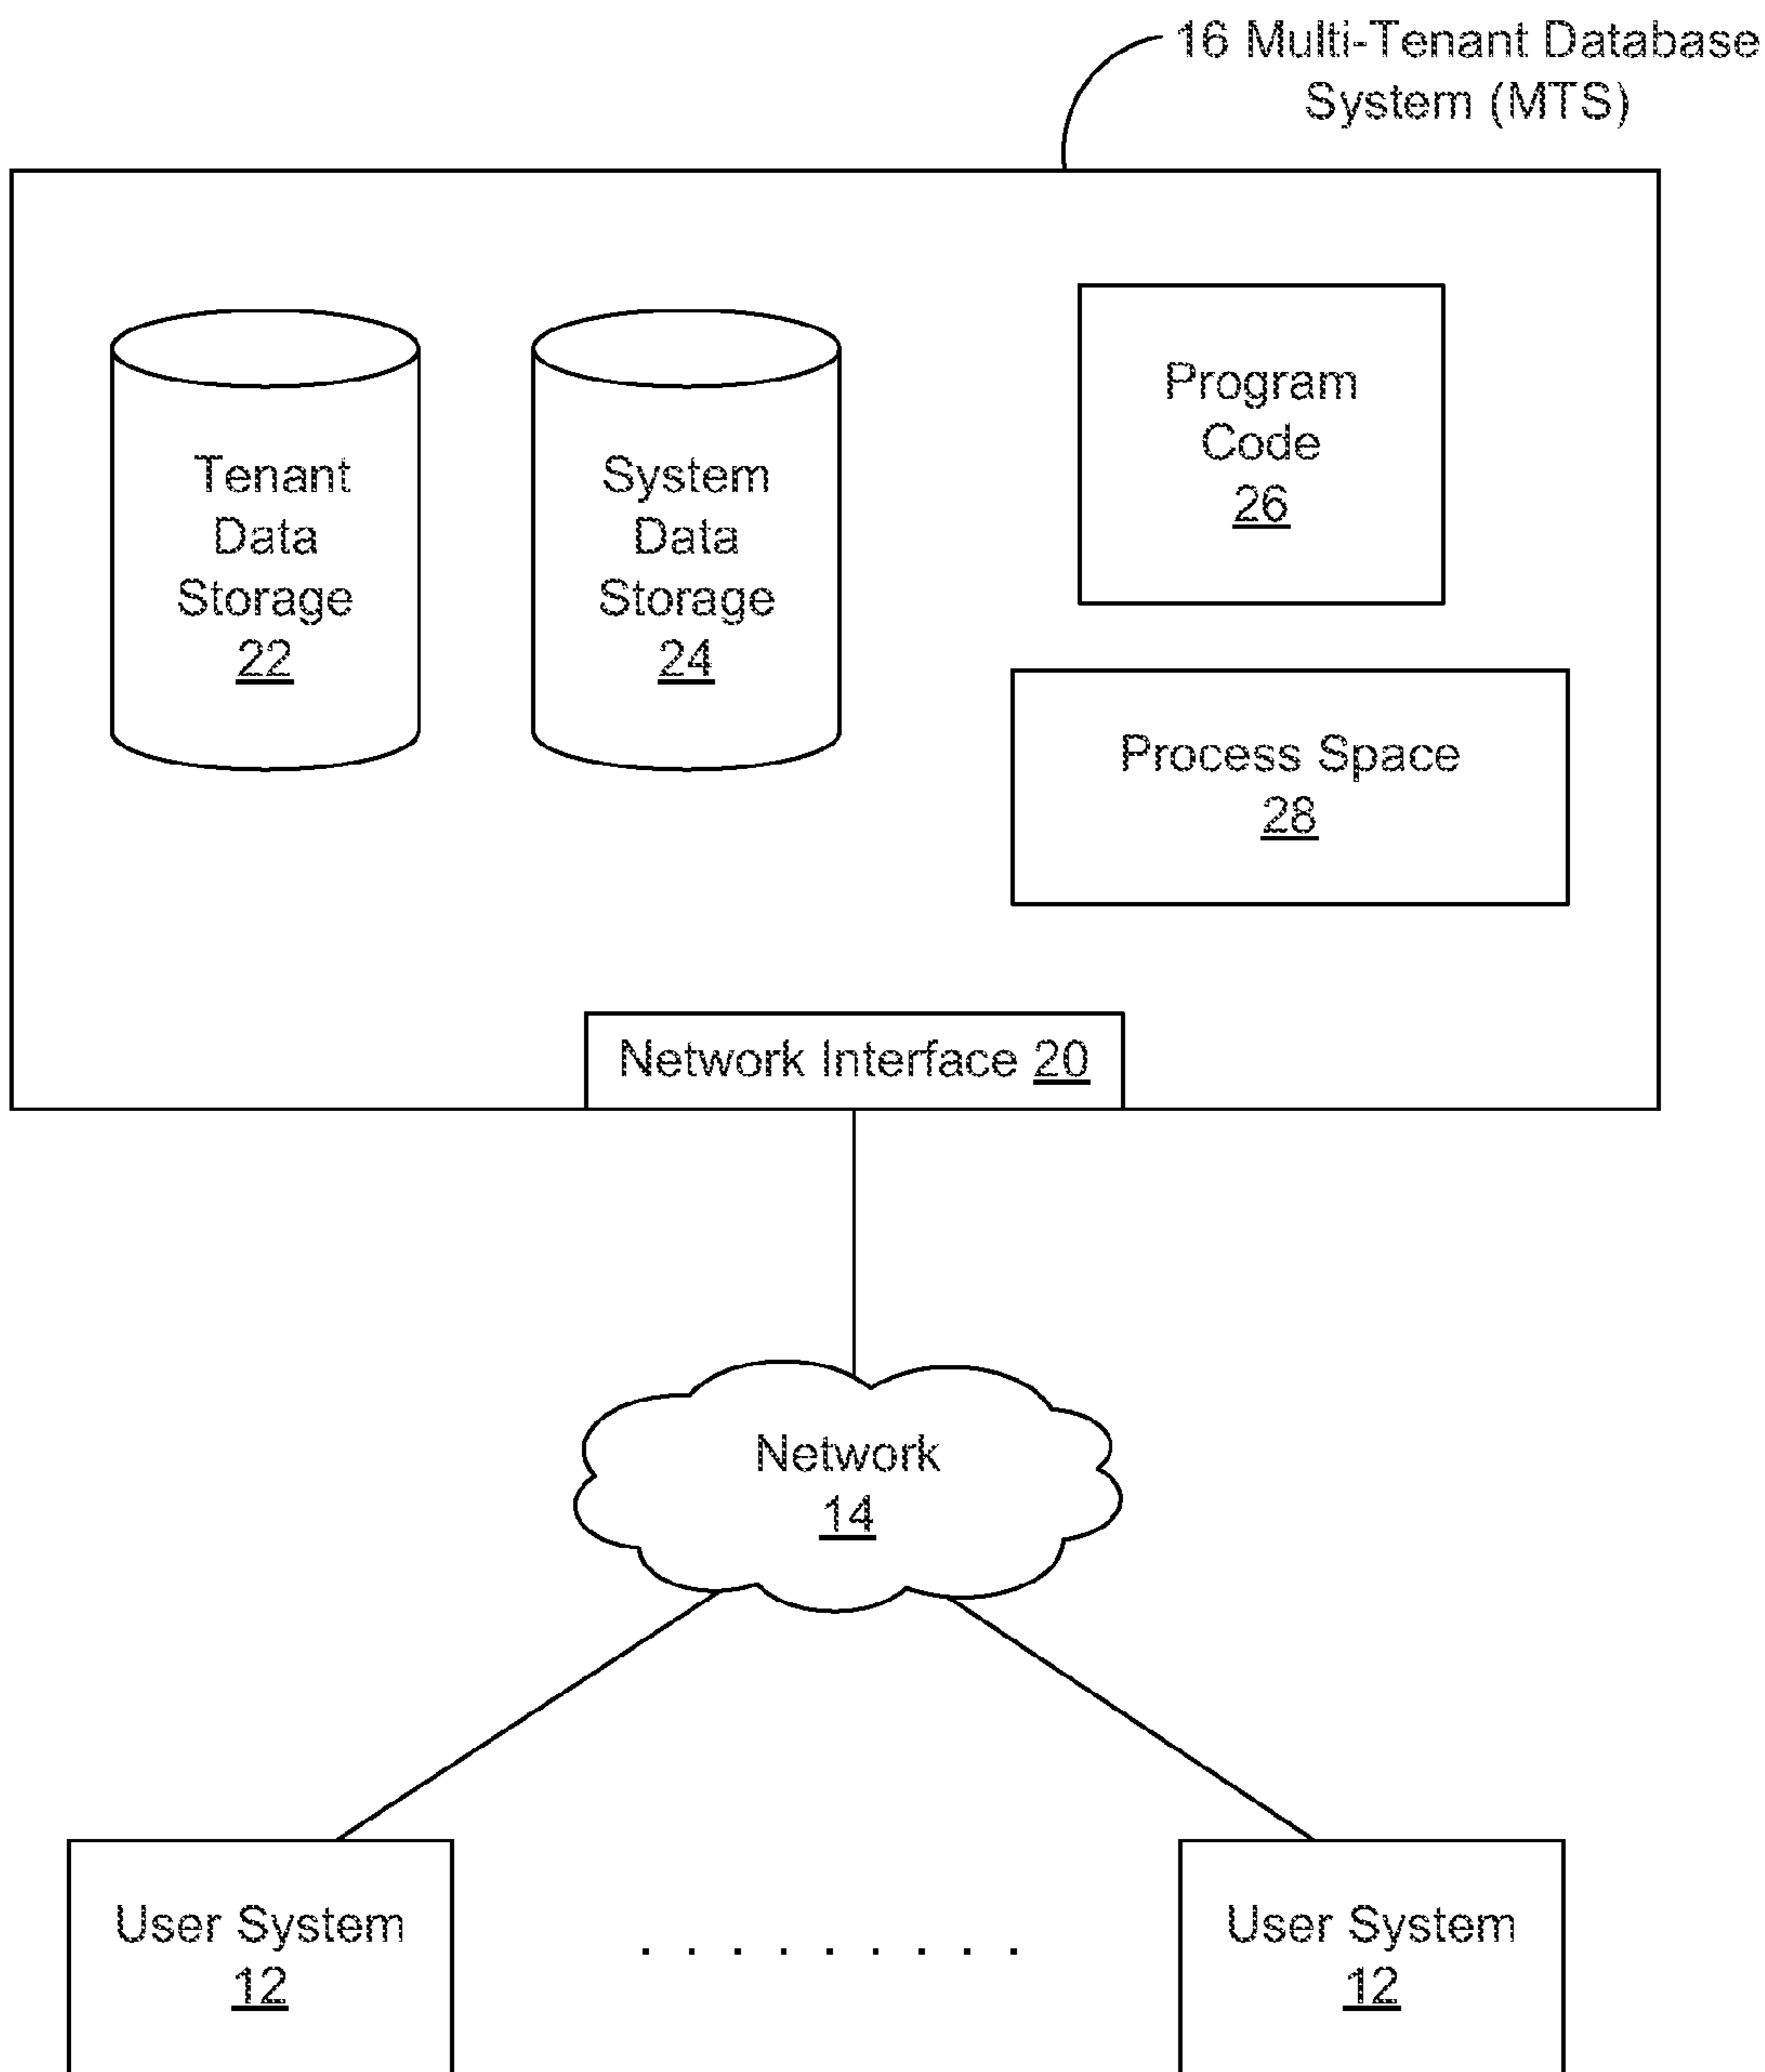 16 Multi-Tenant Database
System (MTS)
Tenant
Data
Storage
22
System
Data
Storage
24
Program
Code
26
Process Space
28
Network Interface 20
Network
14
User System
12
. . . . . . . . .
User System
12